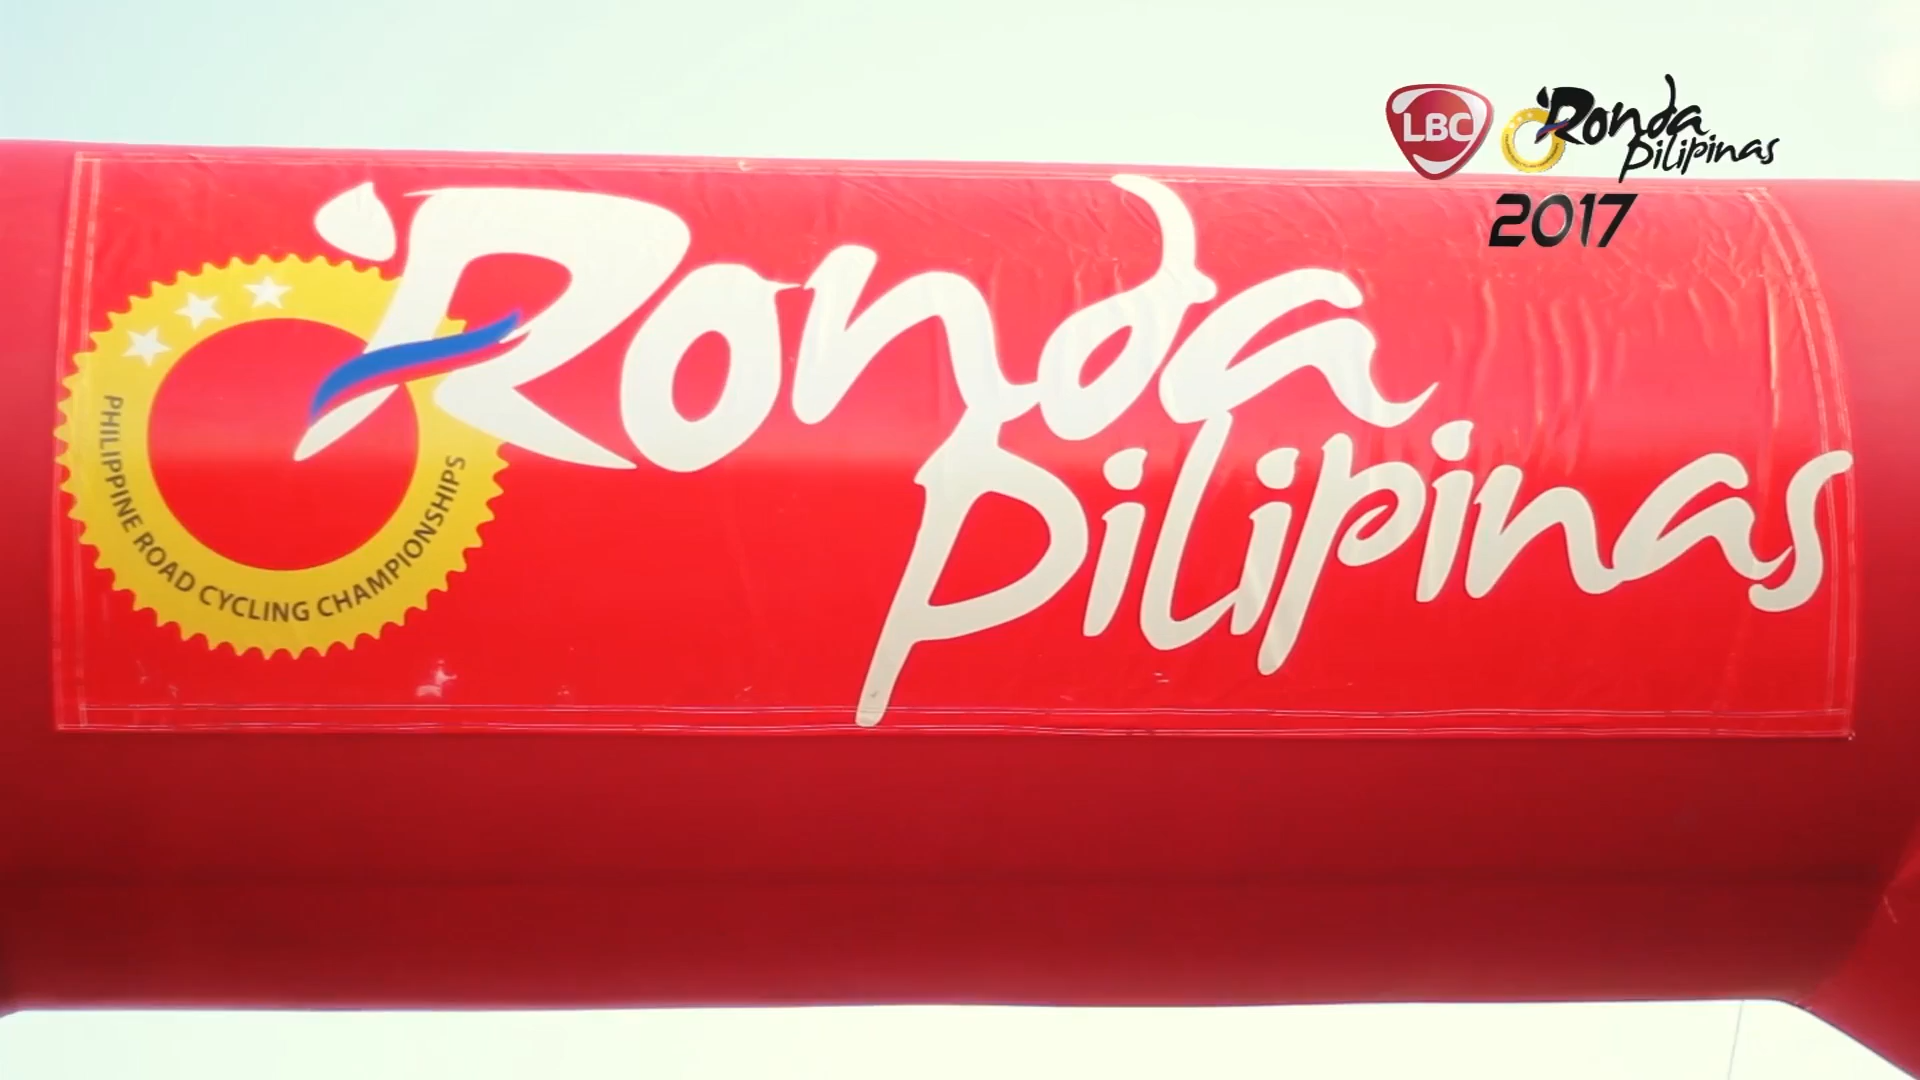 LBC
Ronda
Pilipinas
2017
Ronda
Pilipinas
PHILIPPINE ROAD CYCLING CHAMPIONSHIPS